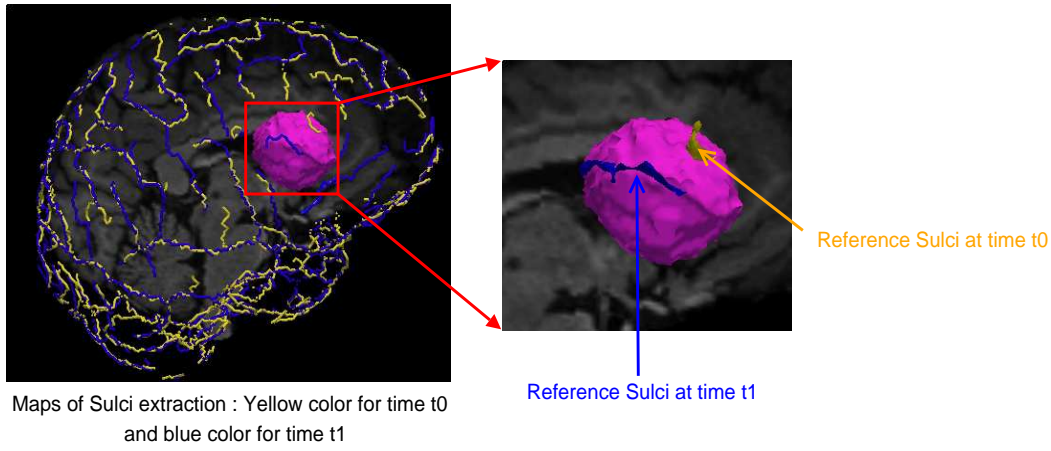 Reference Sulci at time t0
Reference Sulci at time t1
Maps of Sulci extraction : Yellow color for time t0
and blue color for time t1